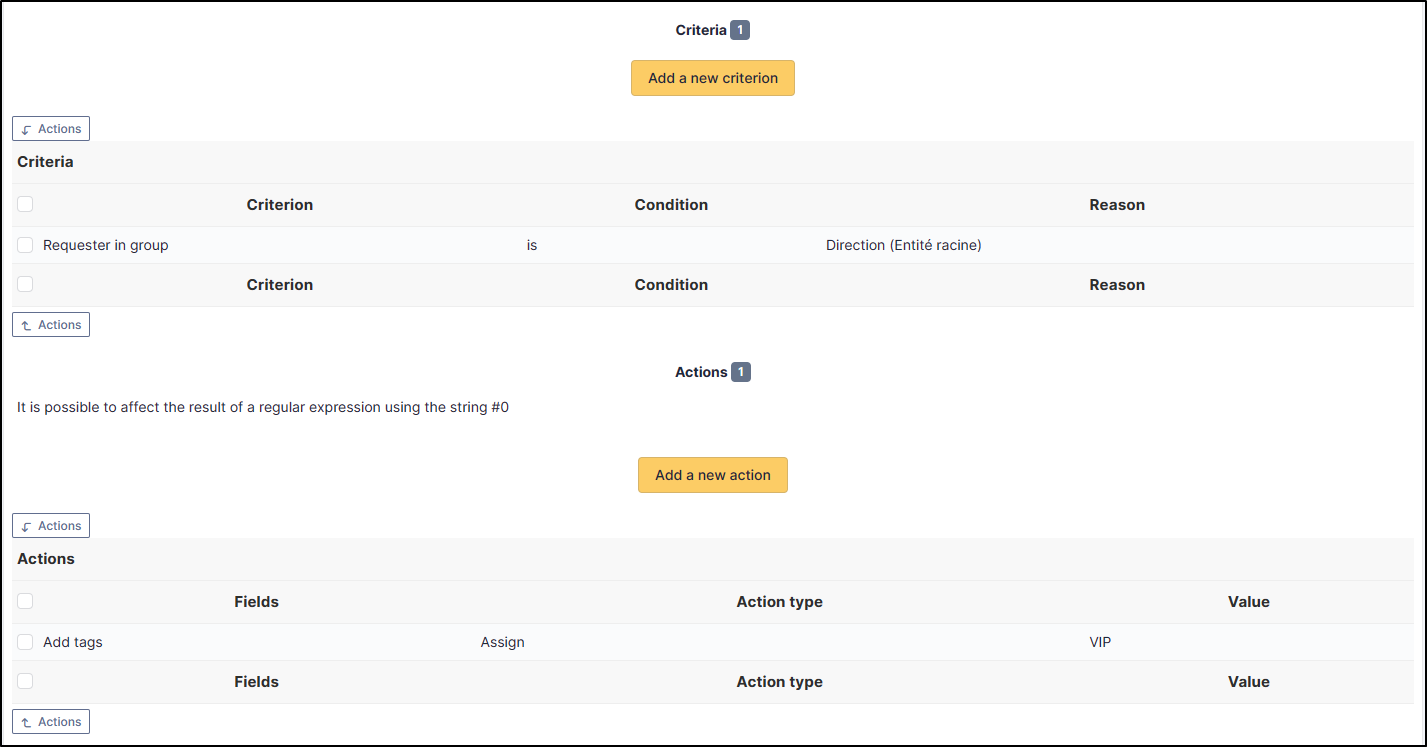 Criteria 1
Add a new criterion
Actions
Criteria
Criterion Condition Reason
Requester in group is Direction (Entité racine)
Criterion Condition Reason
Actions
Actions 1
It is possible to affect the result of a regular expression using the string #0
Add a new action
Actions
Actions
Fields Action type Value
Add tags Assign VIP
Fields Action type Value
Actions